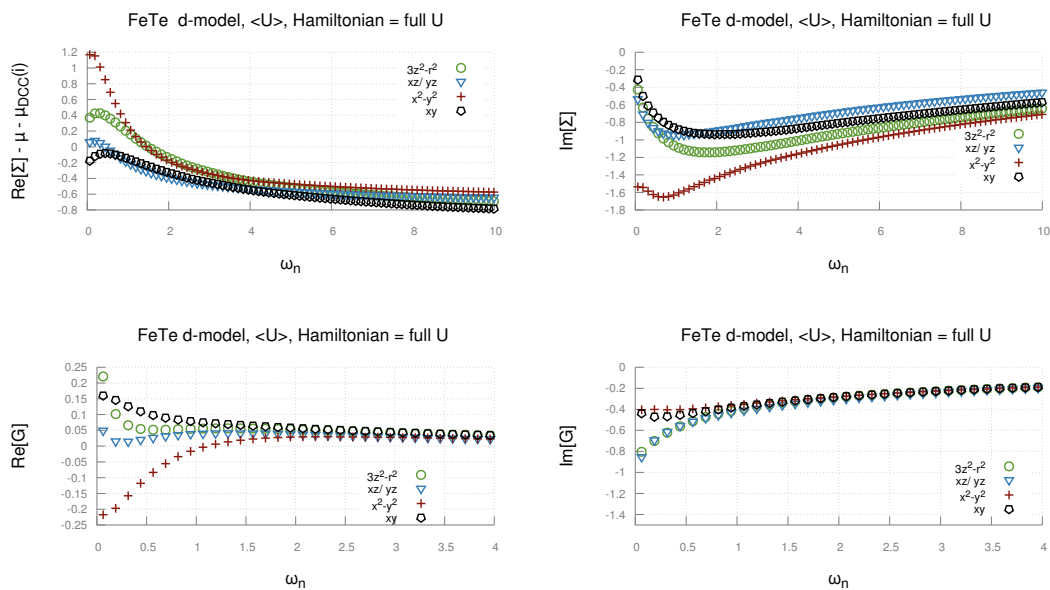 FeTe d-model, <U>, Hamiltonian = full U
Re[Σ] - μ - μDCC(i)
1.2
1
0.8
0.6
0.4
0.2
0
-0.2
-0.4
-0.6
-0.8
0 2 4 6 8 10
ωn
3z²-r²
xz/ yz
x²-y²
xy
FeTe d-model, <U>, Hamiltonian = full U
Im[Σ]
0
-0.2
-0.4
-0.6
-0.8
-1
-1.2
-1.4
-1.6
-1.8
0 2 4 6 8 10
ωn
3z²-r²
xz/ yz
x²-y²
xy
FeTe d-model, <U>, Hamiltonian = full U
Re[G]
0.25
0.2
0.15
0.1
0.05
0
-0.05
-0.1
-0.15
-0.2
-0.25
0 0.5 1 1.5 2 2.5 3 3.5 4
ωn
3z²-r²
xz/ yz
x²-y²
xy
FeTe d-model, <U>, Hamiltonian = full U
Im[G]
0
-0.2
-0.4
-0.6
-0.8
-1
-1.2
-1.4
0 0.5 1 1.5 2 2.5 3 3.5 4
ωn
3z²-r²
xz/ yz
x²-y²
xy